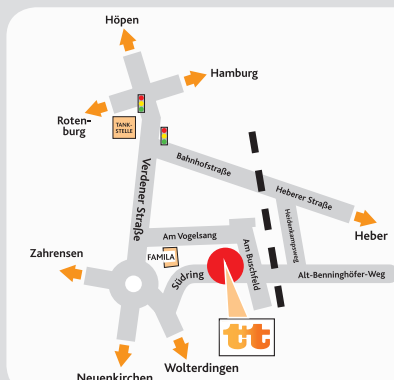 Höpen
Hamburg
Roten-
burg
TANK-
STELLE
Bahnhofstraße
Verdener Straße
Heberer Straße
Heber
Heidenkampsweg
Am Vogelsang
Am Buschfeld
Zahrensen
FAMILA
Südring
Alt-Benninghöfer-Weg
tt
Wolterdingen
Neuenkirchen